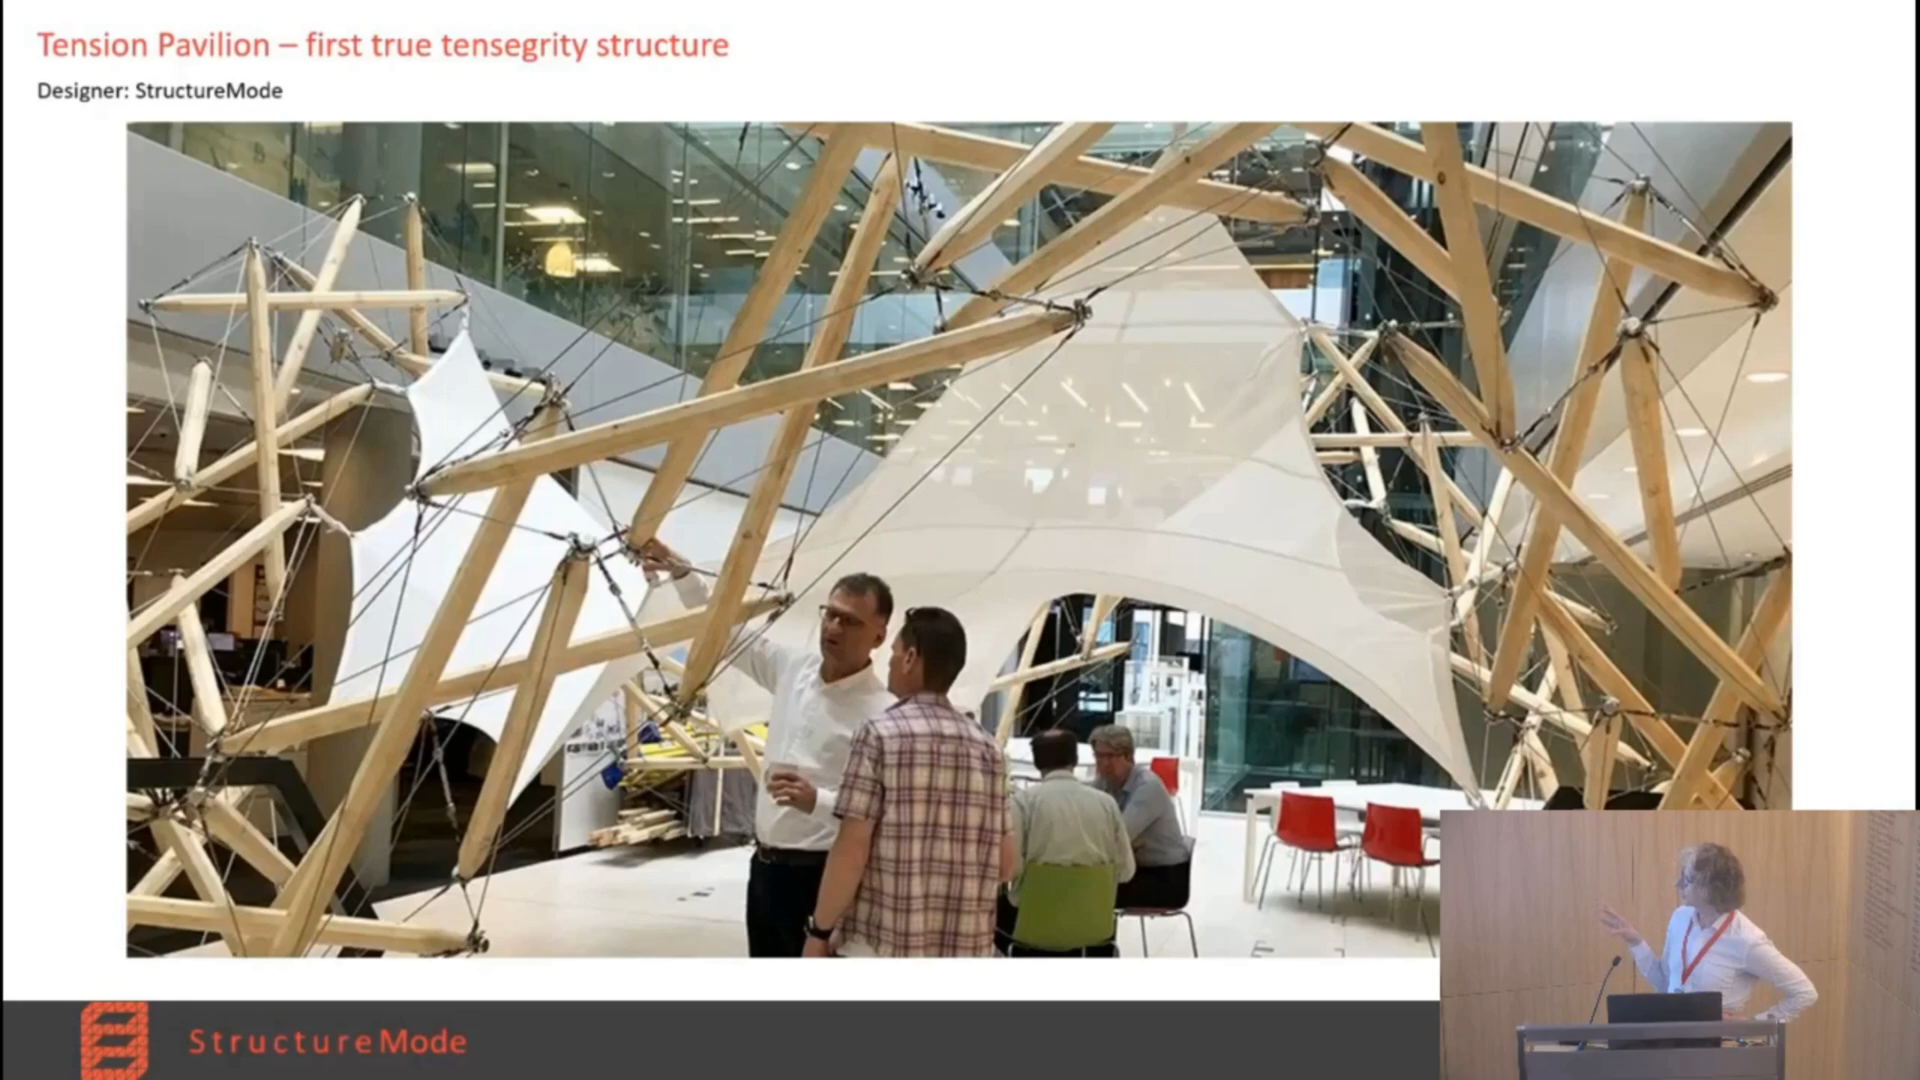 Tension Pavilion – first true tensegrity structure
Designer: StructureMode
StructureMode